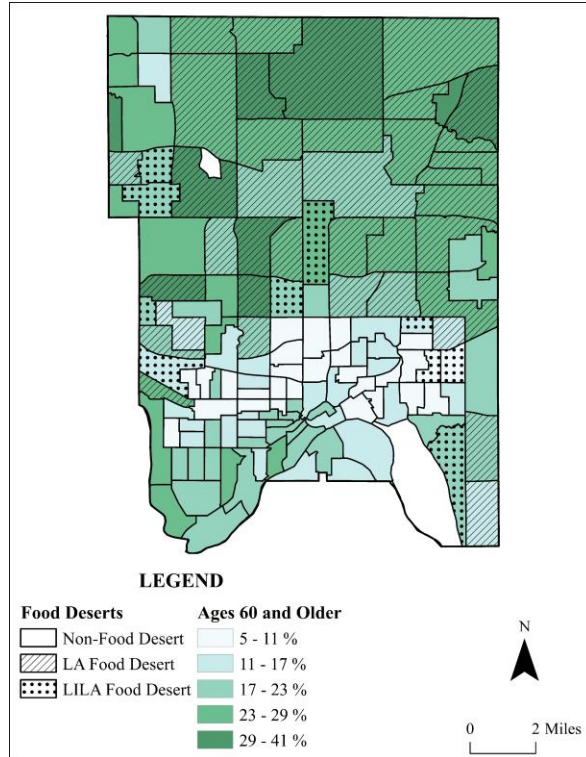 LEGEND
Food Deserts
Non-Food Desert
LA Food Desert
LILA Food Desert
Ages 60 and Older
5 - 11 %
11 - 17 %
17 - 23 %
23 - 29 %
29 - 41 %
N
0 2 Miles